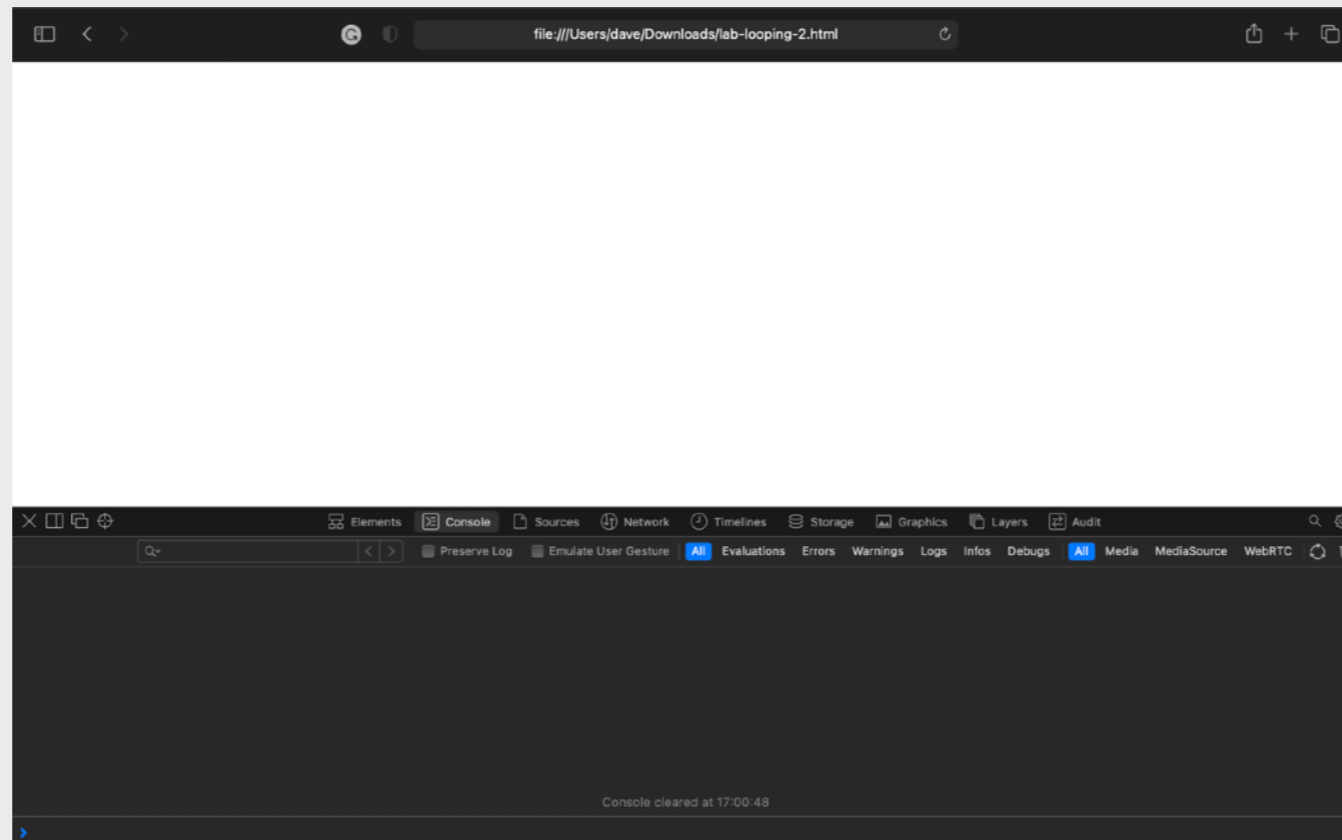 file:///Users/dave/Downloads/lab-looping-2.html
Elements Console Sources Network Timelines Storage Graphics Layers Audit
Preserve Log Emulate User Gesture All Evaluations Errors Warnings Logs Infos Debugs All Media MediaSource WebRTC
Console cleared at 17:00:48